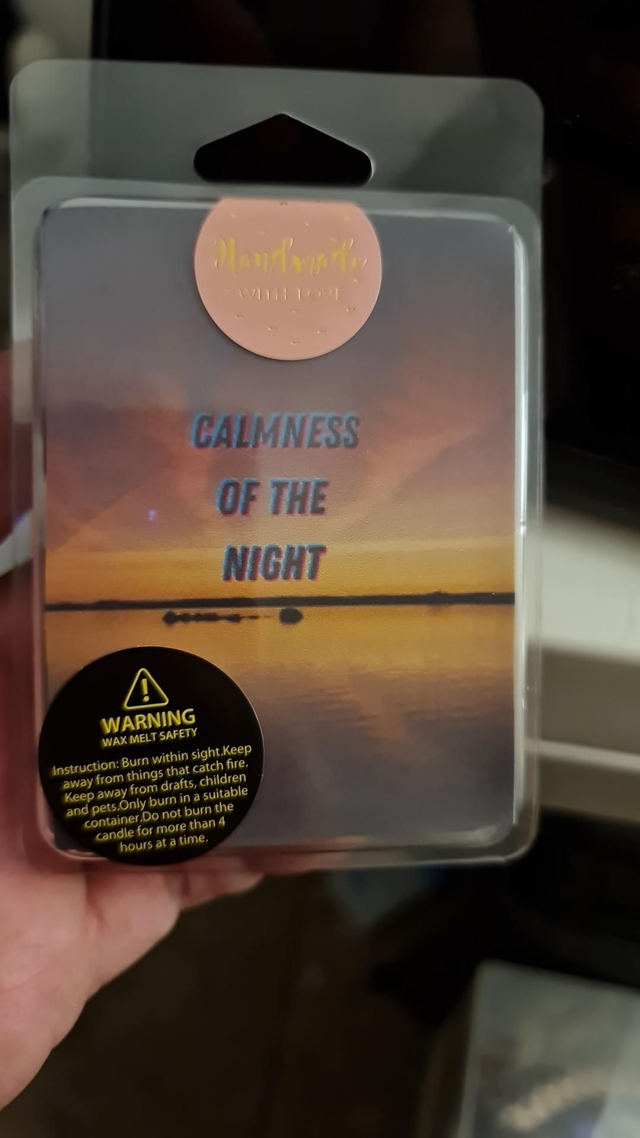 Handmade
WITH LOVE
CALMNESS
OF THE
NIGHT
WARNING
WAX MELT SAFETY
Instruction: Burn within sight.Keep
away from things that catch fire.
Keep away from drafts, children
and pets.Only burn in a suitable
container.Do not burn the
candle for more than 4
hours at a time.